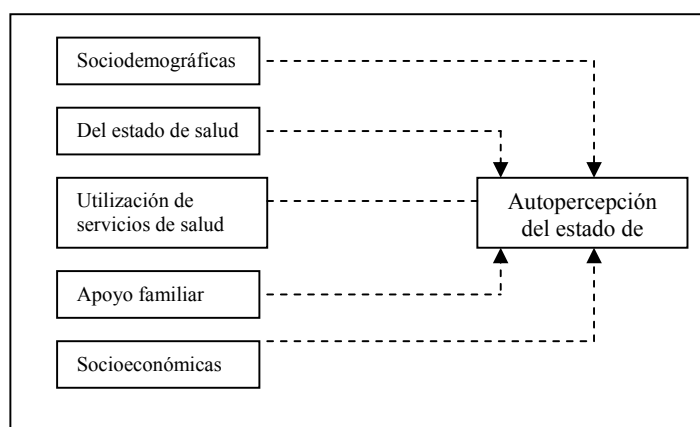 Sociodemográficas
Del estado de salud
Utilización de
servicios de salud
Apoyo familiar
Socioeconómicas
Autopercepción
del estado de